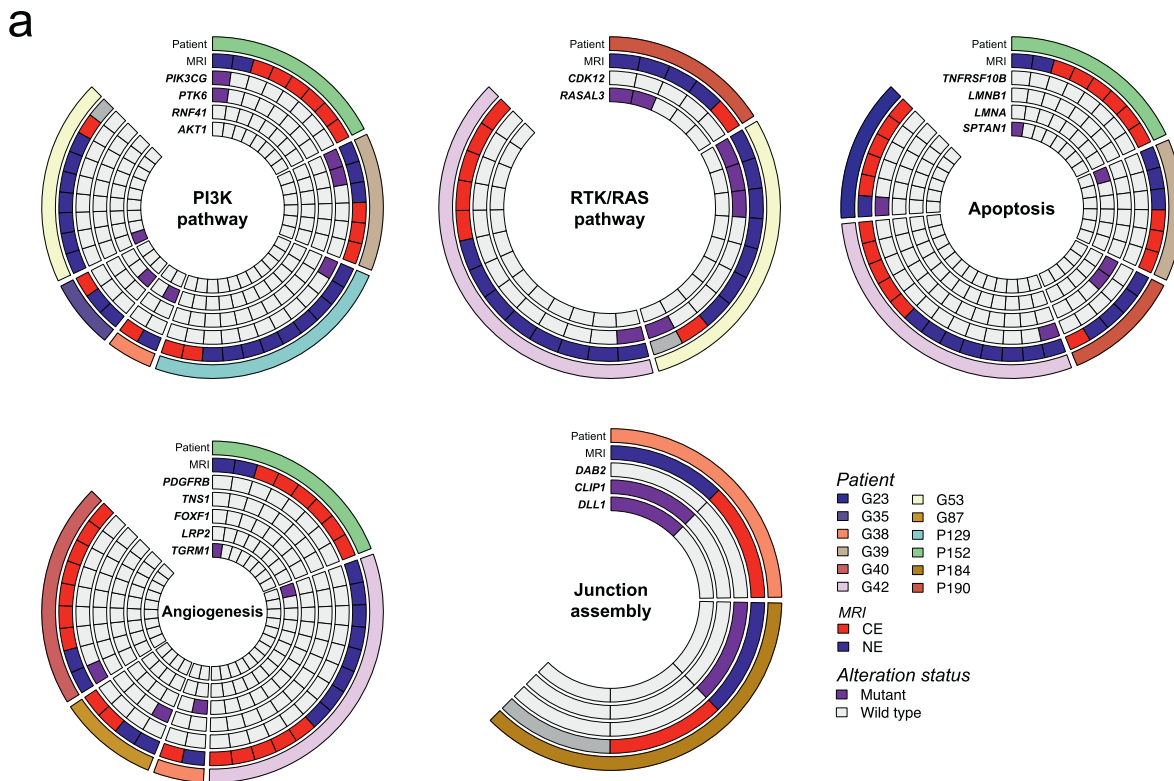 a
Patient
MRI
PIK3CG
PTK6
RNF41
AKT1
PI3K
pathway
Patient
MRI
CDK12
RASAL3
RTK/RAS
pathway
Patient
MRI
TNFRSF10B
LMNB1
LMNA
SPTAN1
Apoptosis
Patient
MRI
PDGFRB
TNS1
FOXF1
LRP2
TGRM1
Angiogenesis
Patient
MRI
DAB2
CLIP1
DLL1
Junction
assembly
Patient
G23 G53
G35 G87
G38 P129
G39 P152
G40 P184
G42 P190
MRI
CE
NE
Alteration status
Mutant
Wild type